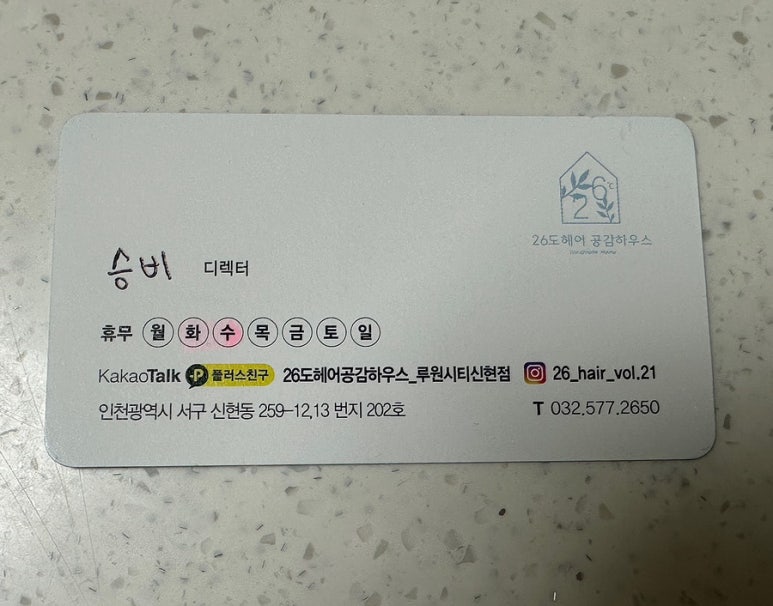 26℃
26도헤어 공감하우스
승비 디렉터
휴무 월 화 수 목 금 토 일
KakaoTalk P 플러스친구 26도헤어공감하우스_루원시티신현점 26_hair_vol.21
인천광역시 서구 신현동 259-12,13 번지 202호 T 032.577.2650